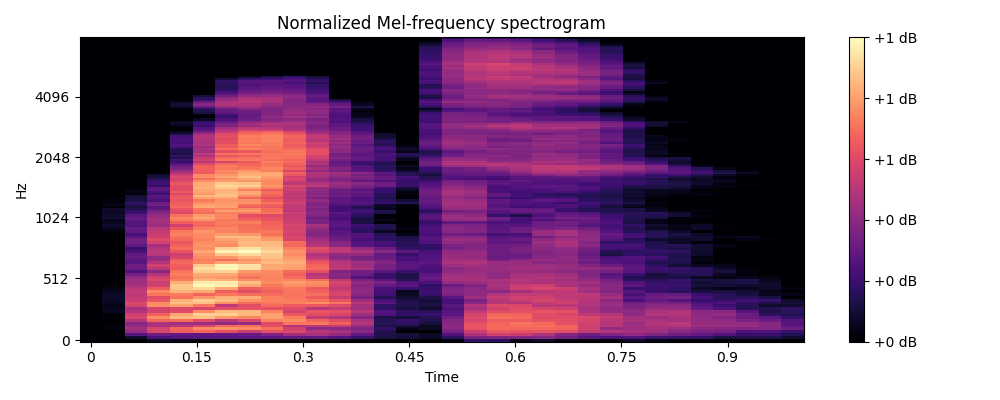 Normalized Mel-frequency spectrogram
Hz
4096
2048
1024
512
0
0 0.15 0.3 0.45 0.6 0.75 0.9
Time
+1 dB
+1 dB
+1 dB
+0 dB
+0 dB
+0 dB